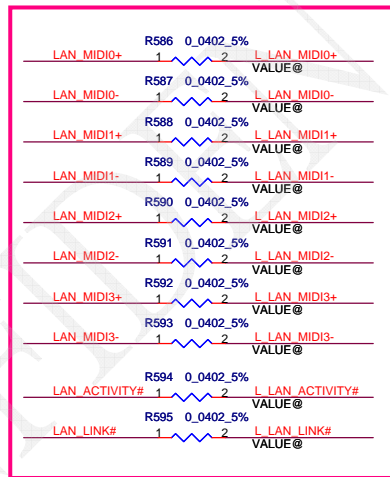 R586 0_0402_5%
LAN_MIDI0+ 1 2 L_LAN_MIDI0+
VALUE@
R587 0_0402_5%
LAN_MIDI0- 1 2 L_LAN_MIDI0-
VALUE@
R588 0_0402_5%
LAN_MIDI1+ 1 2 L_LAN_MIDI1+
VALUE@
R589 0_0402_5%
LAN_MIDI1- 1 2 L_LAN_MIDI1-
VALUE@
R590 0_0402_5%
LAN_MIDI2+ 1 2 L_LAN_MIDI2+
VALUE@
R591 0_0402_5%
LAN_MIDI2- 1 2 L_LAN_MIDI2-
VALUE@
R592 0_0402_5%
LAN_MIDI3+ 1 2 L_LAN_MIDI3+
VALUE@
R593 0_0402_5%
LAN_MIDI3- 1 2 L_LAN_MIDI3-
VALUE@
R594 0_0402_5%
LAN_ACTIVITY# 1 2 L_LAN_ACTIVITY#
VALUE@
R595 0_0402_5%
LAN_LINK# 1 2 L_LAN_LINK#
VALUE@